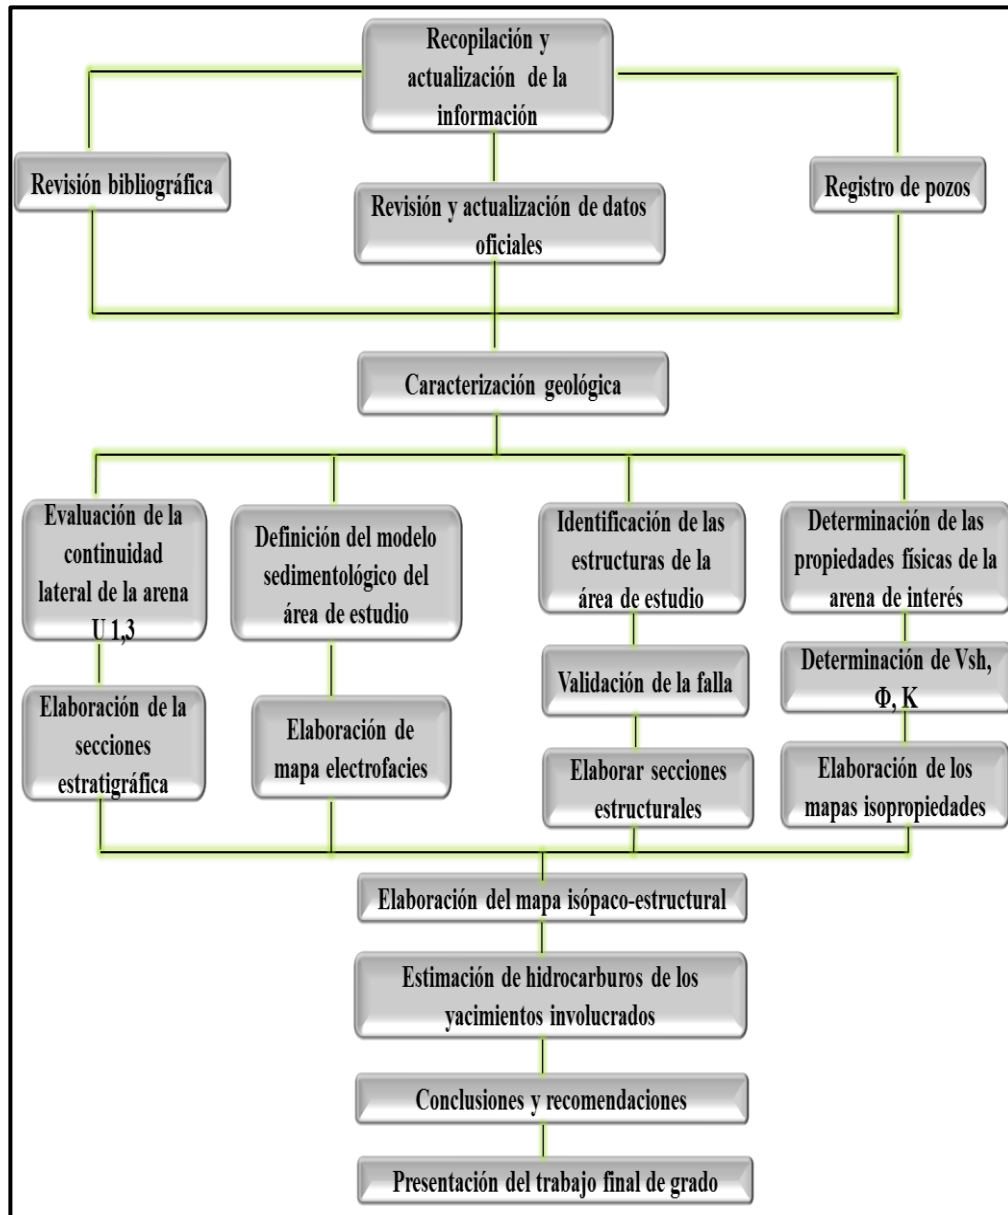 Recopilación y
actualización de la
información
Revisión bibliográfica
Revisión y actualización de datos
oficiales
Registro de pozos
Caracterización geológica
Evaluación de la
continuidad
lateral de la arena
U 1,3
Definición del modelo
sedimentológico del
área de estudio
Identificación de las
estructuras de la
área de estudio
Determinación de las
propiedades físicas de la
arena de interés
Elaboración de la
secciones
estratigráfica
Elaboración de
mapa electrofacies
Validación de la falla
Elaborar secciones
estructurales
Determinación de Vsh,
Φ, K
Elaboración de los
mapas isopropiedades
Elaboración del mapa isópaco-estructural
Estimación de hidrocarburos de los
yacimientos involucrados
Conclusiones y recomendaciones
Presentación del trabajo final de grado